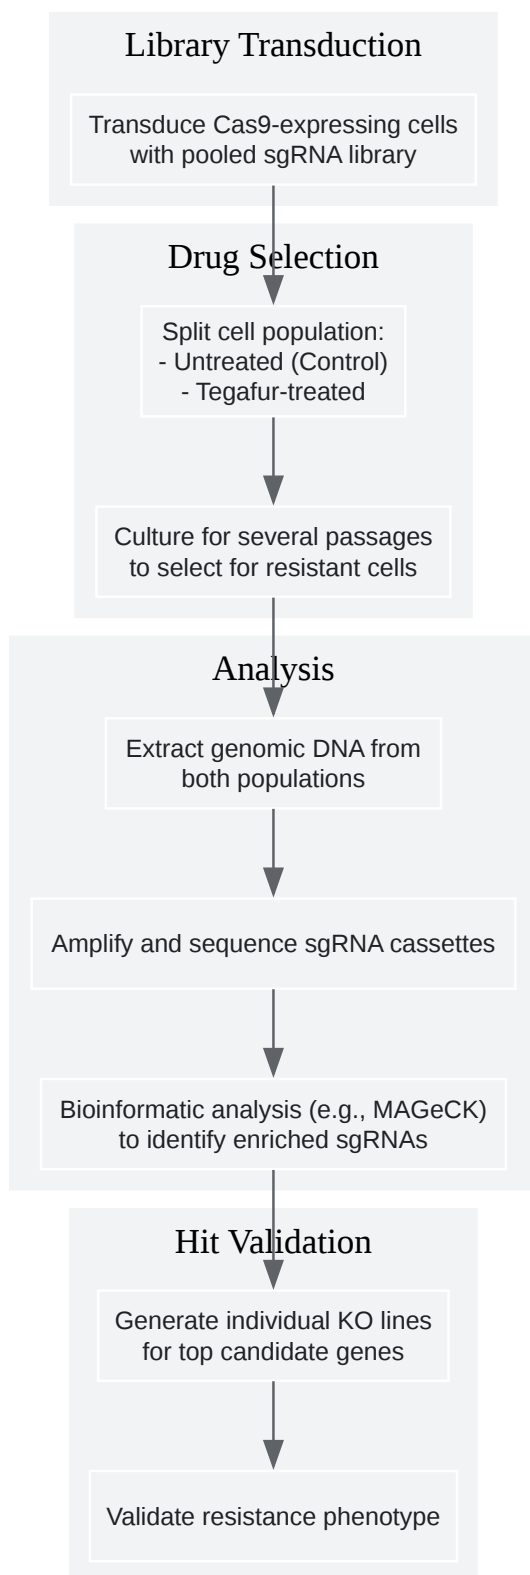 Library Transduction
Transduce Cas9-expressing cells
with pooled sgRNA library
Drug Selection
Split cell population:
- Untreated (Control)
- Tegafur-treated
Culture for several passages
to select for resistant cells
Analysis
Extract genomic DNA from
both populations
Amplify and sequence sgRNA cassettes
Bioinformatic analysis (e.g., MAGeCK)
to identify enriched sgRNAs
Hit Validation
Generate individual KO lines
for top candidate genes
Validate resistance phenotype